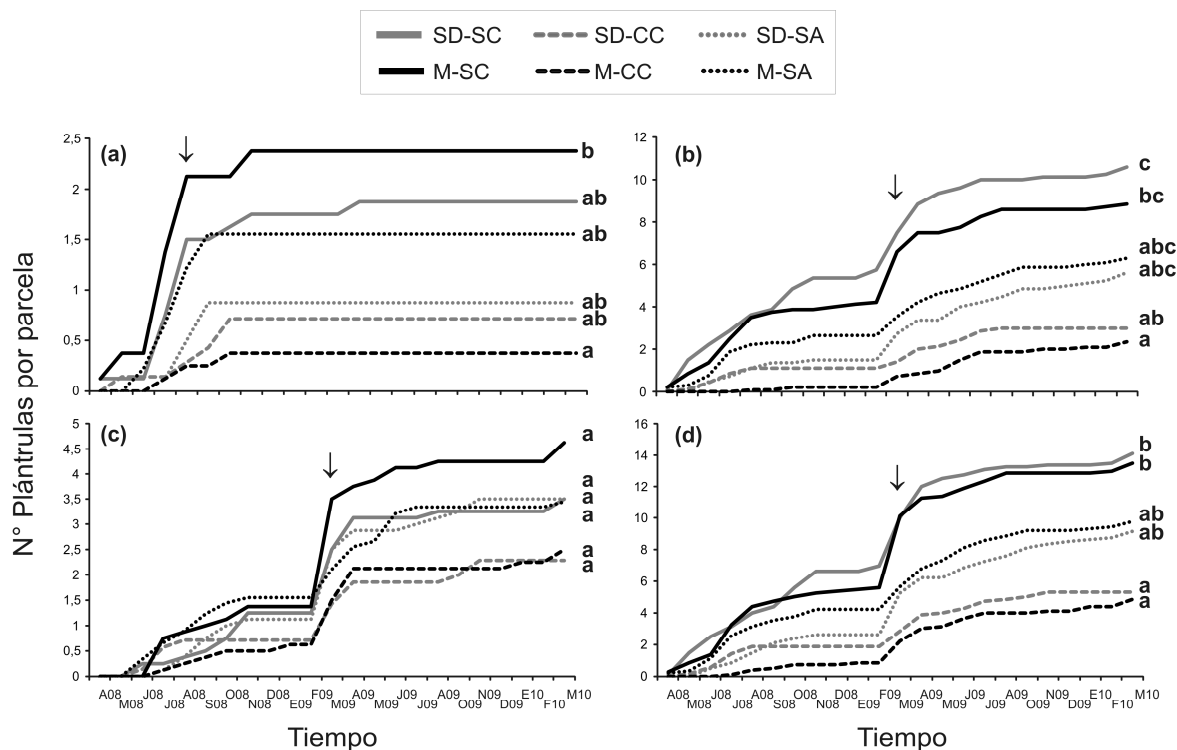 SD-SC SD-CC SD-SA
M-SC M-CC M-SA
N° Plántrulas por parcela
(a)
2,5
2
1,5
1
0,5
0
b
ab
ab
ab
ab
a
(b)
12
10
8
6
4
2
0
c
bc
abc
abc
ab
a
(c)
5
4,5
4
3,5
3
2,5
2
1,5
1
0,5
0
a
a
a
a
a
a
A08 J08 A08 O08 D08 F09 A09 J09 A09 N09 E10 M10
M08 J08 S08 N08 E09 M09 M09 J09 O09 D09 F10
Tiempo
(d)
16
14
12
10
8
6
4
2
0
b
b
ab
ab
a
a
A08 J08 A08 O08 D08 F09 A09 J09 A09 N09 E10 M10
M08 J08 S08 N08 E09 M09 M09 J09 O09 D09 F10
Tiempo